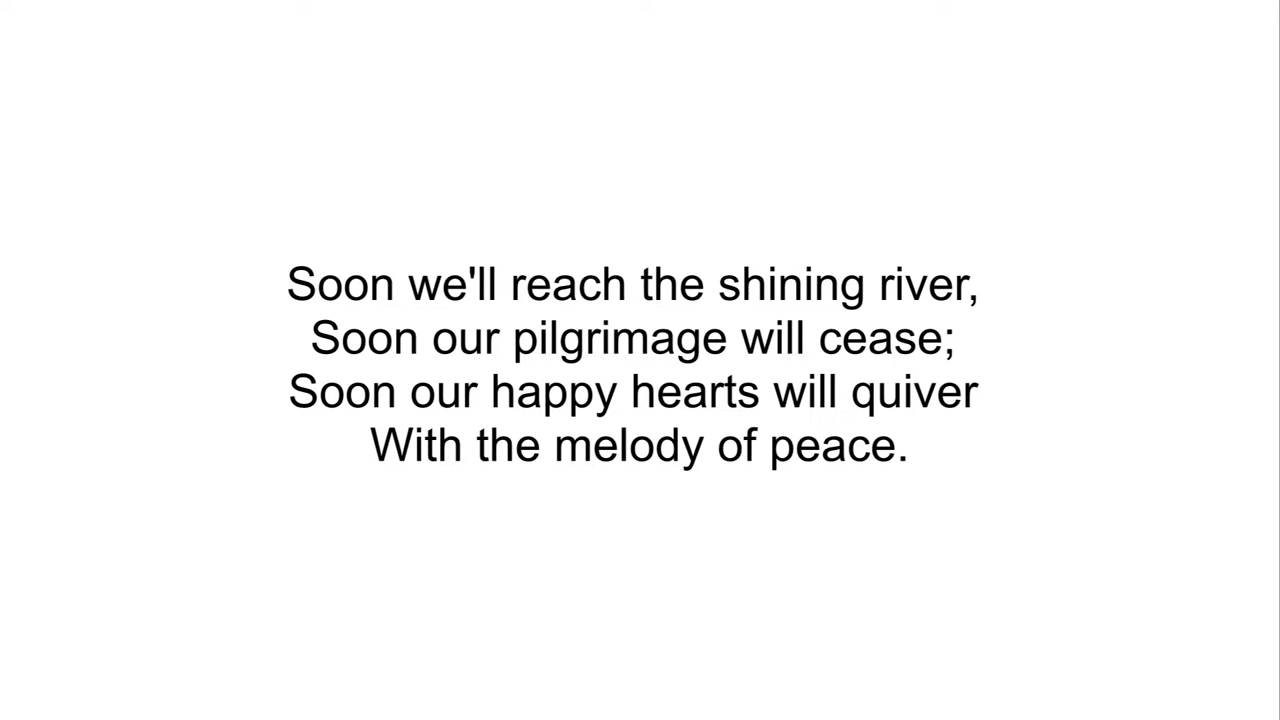 Soon we'll reach the shining river,
Soon our pilgrimage will cease;
Soon our happy hearts will quiver
With the melody of peace.